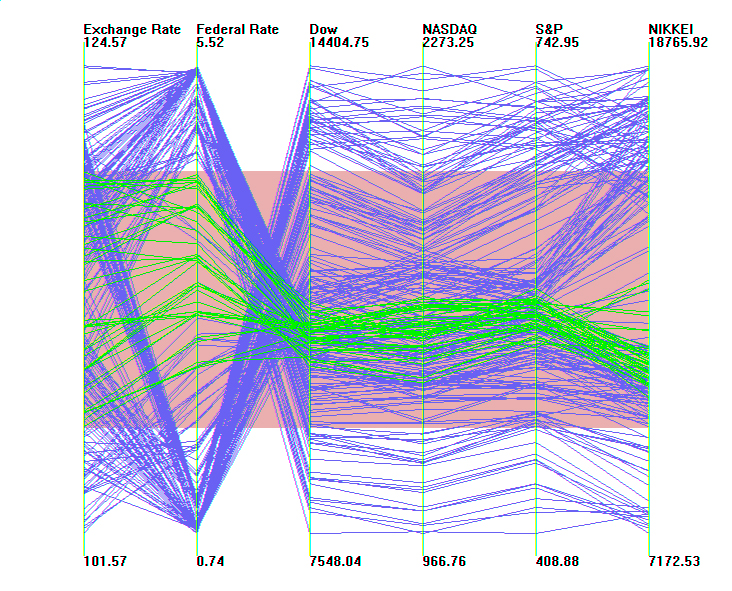 Exchange Rate Federal Rate Dow NASDAQ S&P NIKKEI
124.57 5.52 14404.75 2273.25 742.95 18765.92
101.57 0.74 7548.04 966.76 408.88 7172.53